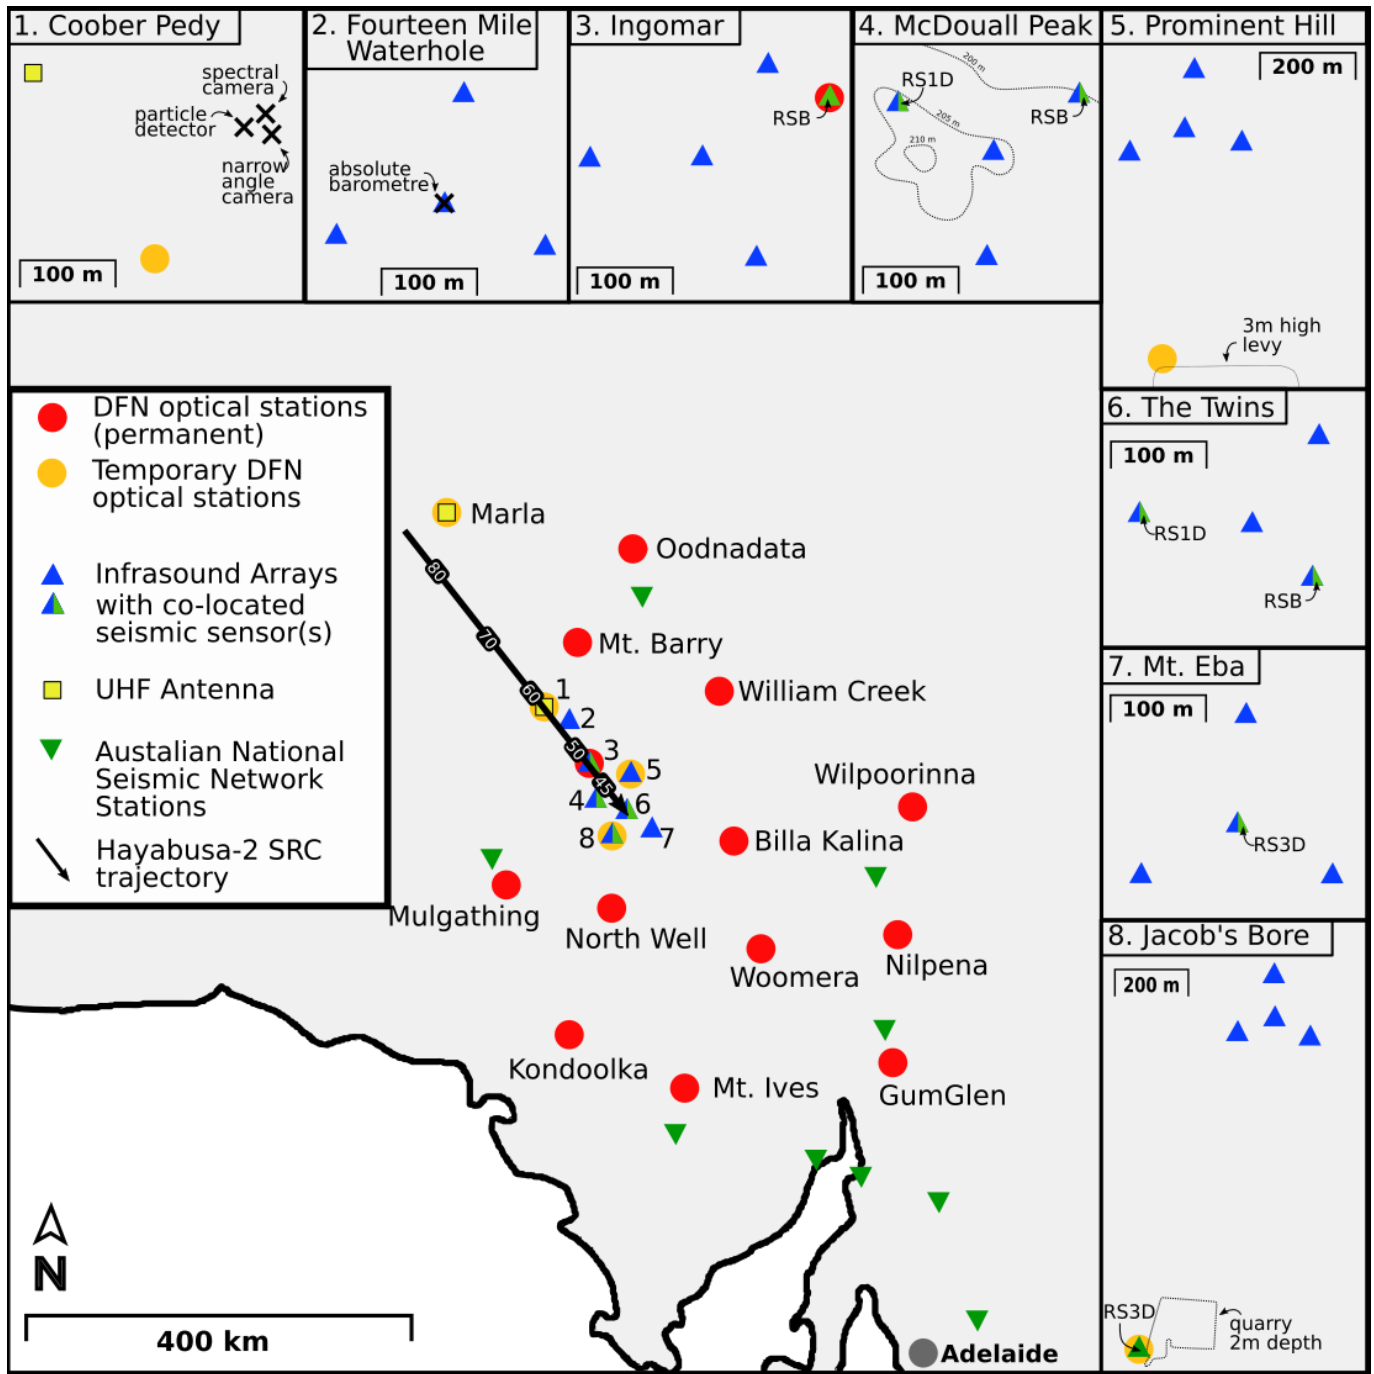 1. Coober Pedy
spectral
camera
particle
detector
narrow
angle
camera
100 m
2. Fourteen Mile
Waterhole
absolute
barometre
100 m
3. Ingomar
RSB
100 m
4. McDouall Peak
200 m
RS1D
RSB
205 m
210 m
100 m
5. Prominent Hill
200 m
3m high
levy
6. The Twins
100 m
RS1D
RSB
7. Mt. Eba
100 m
RS3D
8. Jacob's Bore
200 m
RS3D
quarry
2m depth
DFN optical stations
(permanent)
Temporary DFN
optical stations
Infrasound Arrays
with co-located
seismic sensor(s)
UHF Antenna
Austalian National
Seismic Network
Stations
Hayabusa-2 SRC
trajectory
Marla
Oodnadata
80
70
Mt. Barry
William Creek
60
1
2
50
3
45
5
4
6
8
7
Wilpoorinna
Billa Kalina
Mulgathing
North Well
Woomera
Nilpena
Kondoolka
Mt. Ives
GumGlen
N
400 km
Adelaide